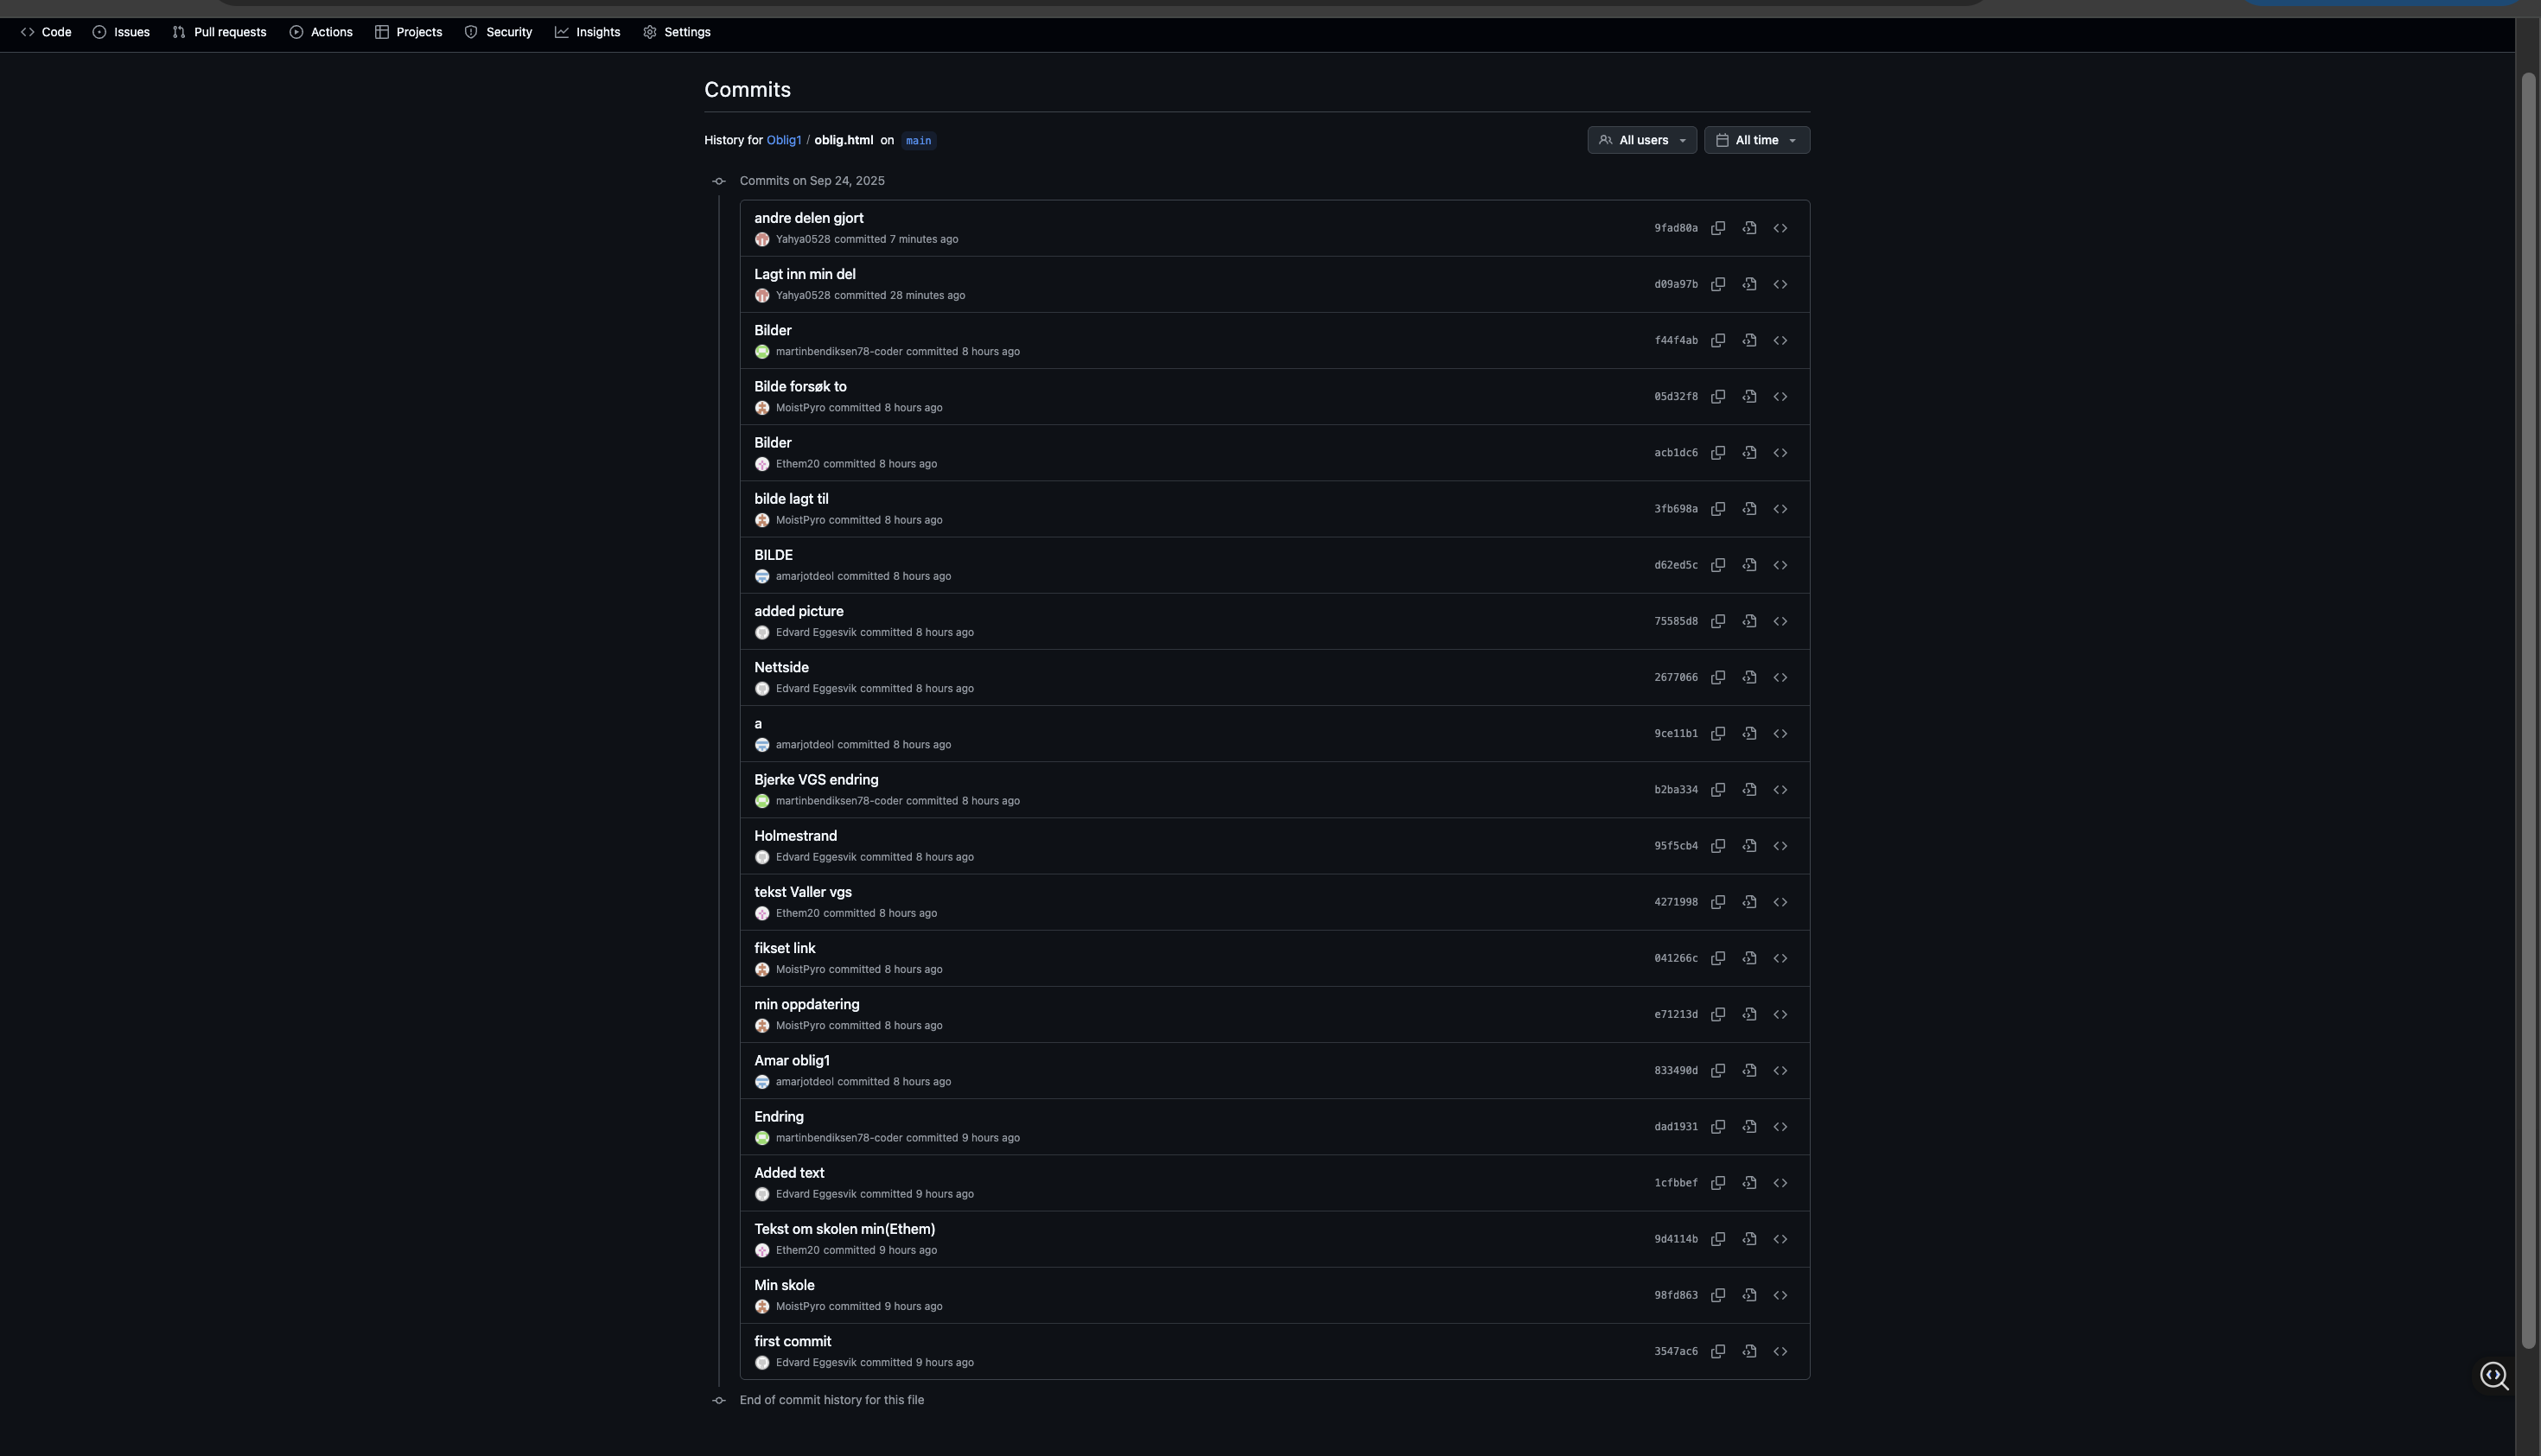 Code Issues Pull requests Actions Projects Security Insights Settings
Commits
History for Oblig1 / oblig.html on main
All users All time
Commits on Sep 24, 2025
andre delen gjort
Yahya0528 committed 7 minutes ago
9fad80a
Lagt inn min del
Yahya0528 committed 28 minutes ago
d09a97b
Bilder
martinbendiksen78-coder committed 8 hours ago
f44f4ab
Bilde forsøk to
MoistPyro committed 8 hours ago
05d32f8
Bilder
Ethem20 committed 8 hours ago
acb1dc6
bilde lagt til
MoistPyro committed 8 hours ago
3fb698a
BILDE
amarjotdeol committed 8 hours ago
d62ed5c
added picture
Edvard Eggesvik committed 8 hours ago
75585d8
Nettside
Edvard Eggesvik committed 8 hours ago
2677066
a
amarjotdeol committed 8 hours ago
9ce11b1
Bjerke VGS endring
martinbendiksen78-coder committed 8 hours ago
b2ba334
Holmestrand
Edvard Eggesvik committed 8 hours ago
95f5cb4
tekst Valler vgs
Ethem20 committed 8 hours ago
4271998
fikset link
MoistPyro committed 8 hours ago
041266c
min oppdatering
MoistPyro committed 8 hours ago
e71213d
Amar oblig1
amarjotdeol committed 8 hours ago
833490d
Endring
martinbendiksen78-coder committed 9 hours ago
dad1931
Added text
Edvard Eggesvik committed 9 hours ago
1cfbbef
Tekst om skolen min(Ethem)
Ethem20 committed 9 hours ago
9d4114b
Min skole
MoistPyro committed 9 hours ago
98fd863
first commit
Edvard Eggesvik committed 9 hours ago
3547ac6
End of commit history for this file